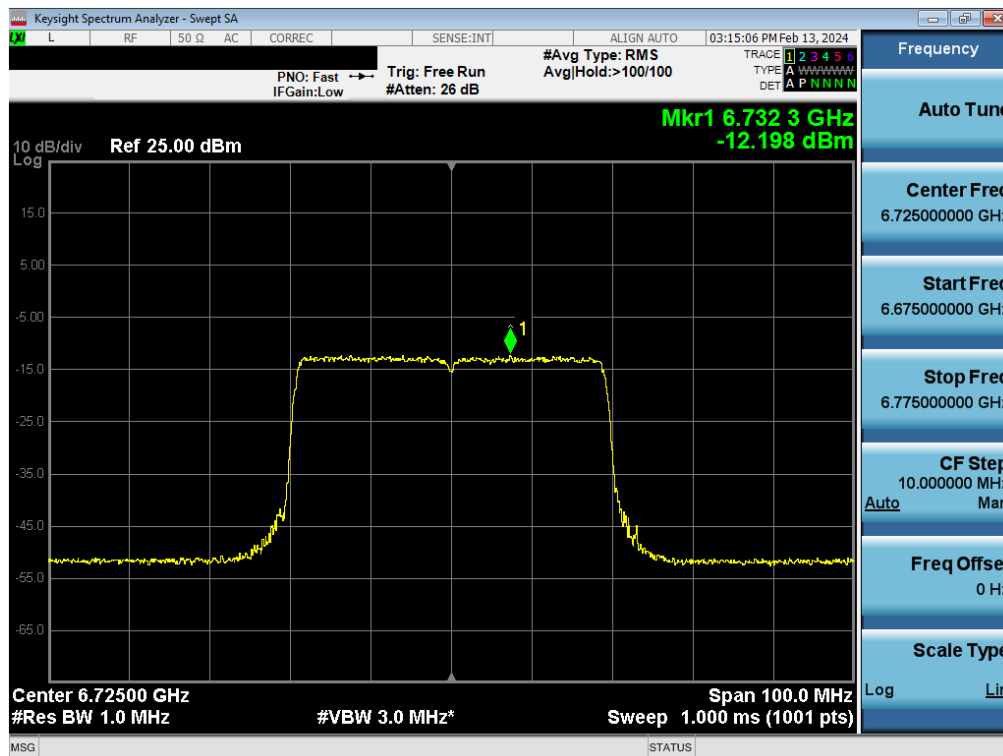 Keysight Spectrum Analyzer - Swept SA
LXI L RF 50 Ω AC CORREC SENSE:INT ALIGN AUTO 03:15:06 PM Feb 13, 2024
PNO: Fast
IFGain:Low
Trig: Free Run
#Atten: 26 dB
#Avg Type: RMS
Avg|Hold:>100/100
TRACE 1 2 3 4 5 6
TYPE A WWWWW
DET A P N N N N
Frequency
Mkr1 6.732 3 GHz
-12.198 dBm
10 dB/div Ref 25.00 dBm
Log
15.0
5.00
-5.00
-15.0
-25.0
-35.0
-45.0
-55.0
-65.0
1
Center 6.72500 GHz
#Res BW 1.0 MHz
#VBW 3.0 MHz*
Span 100.0 MHz
Sweep 1.000 ms (1001 pts)
Auto Tune
Center Freq
6.725000000 GHz
Start Freq
6.675000000 GHz
Stop Freq
6.775000000 GHz
CF Step
10.000000 MHz
Auto Man
Freq Offset
0 Hz
Scale Type
Log Lin
MSG STATUS